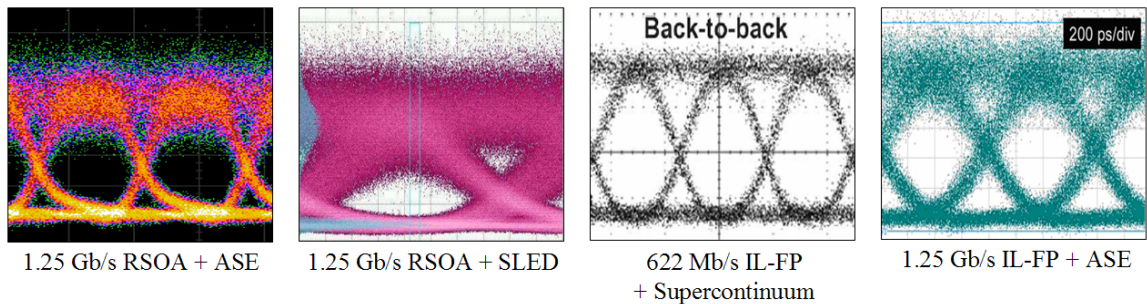 Back-to-back
200 ps/div
1.25 Gb/s RSOA + ASE
1.25 Gb/s RSOA + SLED
622 Mb/s IL-FP
+ Supercontinuum
1.25 Gb/s IL-FP + ASE